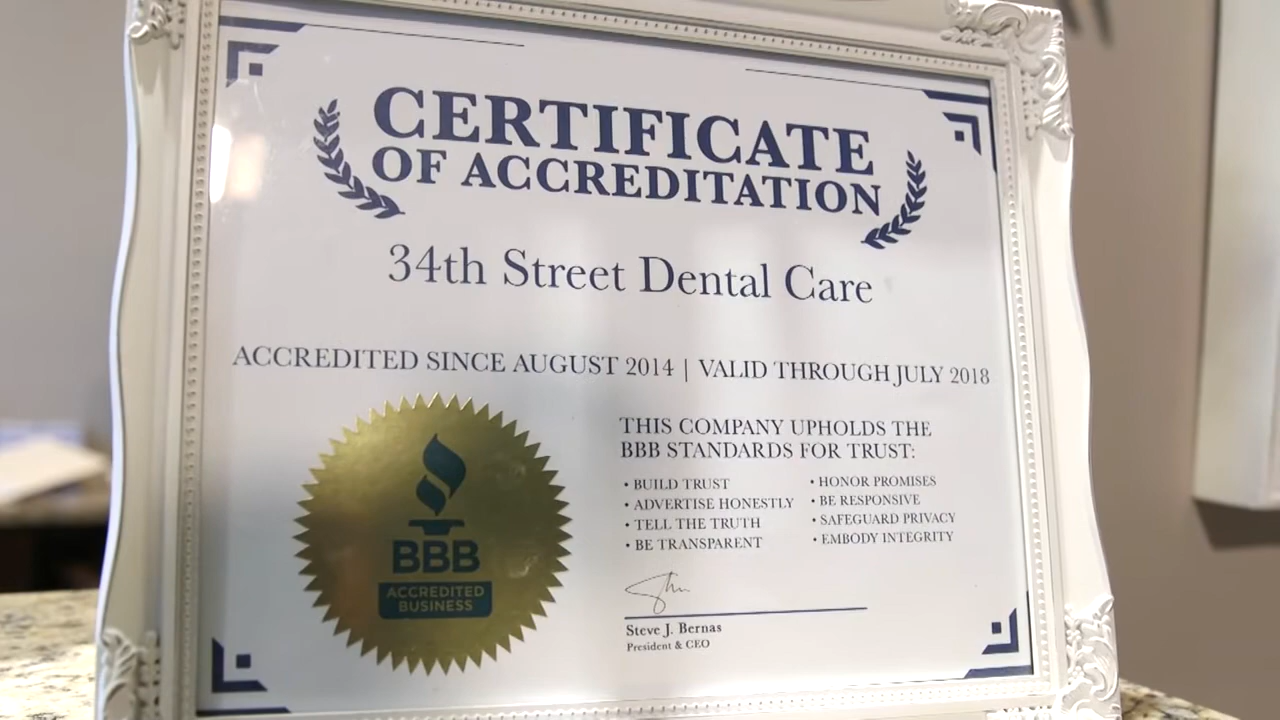 CERTIFICATE
OF ACCREDITATION
34th Street Dental Care
ACCREDITED SINCE AUGUST 2014 | VALID THROUGH JULY 2018
BBB
ACCREDITED
BUSINESS
THIS COMPANY UPHOLDS THE
BBB STANDARDS FOR TRUST:
• BUILD TRUST
• ADVERTISE HONESTLY
• TELL THE TRUTH
• BE TRANSPARENT
• HONOR PROMISES
• BE RESPONSIVE
• SAFEGUARD PRIVACY
• EMBODY INTEGRITY
Steve J. Bernas
President & CEO